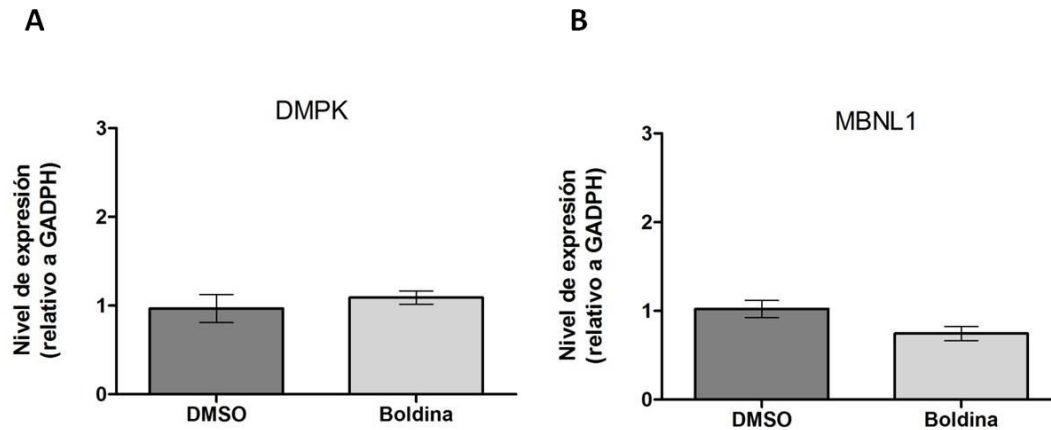 A
DMPK
Nivel de expresión
(relativo a GADPH)
3
2
1
0
DMSO Boldina
B
MBNL1
Nivel de expresión
(relativo a GADPH)
3
2
1
0
DMSO Boldina